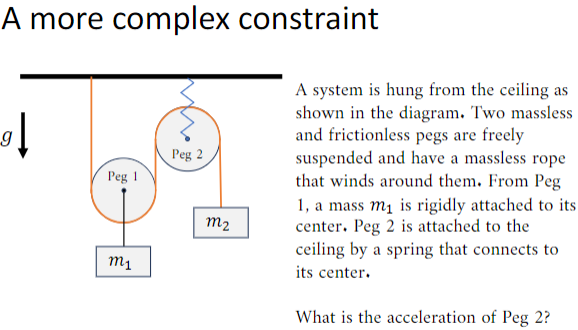 A more complex constraint
g
Peg 1
Peg 2
m₁
m₂
A system is hung from the ceiling as
shown in the diagram. Two massless
and frictionless pegs are freely
suspended and have a massless rope
that winds around them. From Peg
1, a mass m₁ is rigidly attached to its
center. Peg 2 is attached to the
ceiling by a spring that connects to
its center.
What is the acceleration of Peg 2?